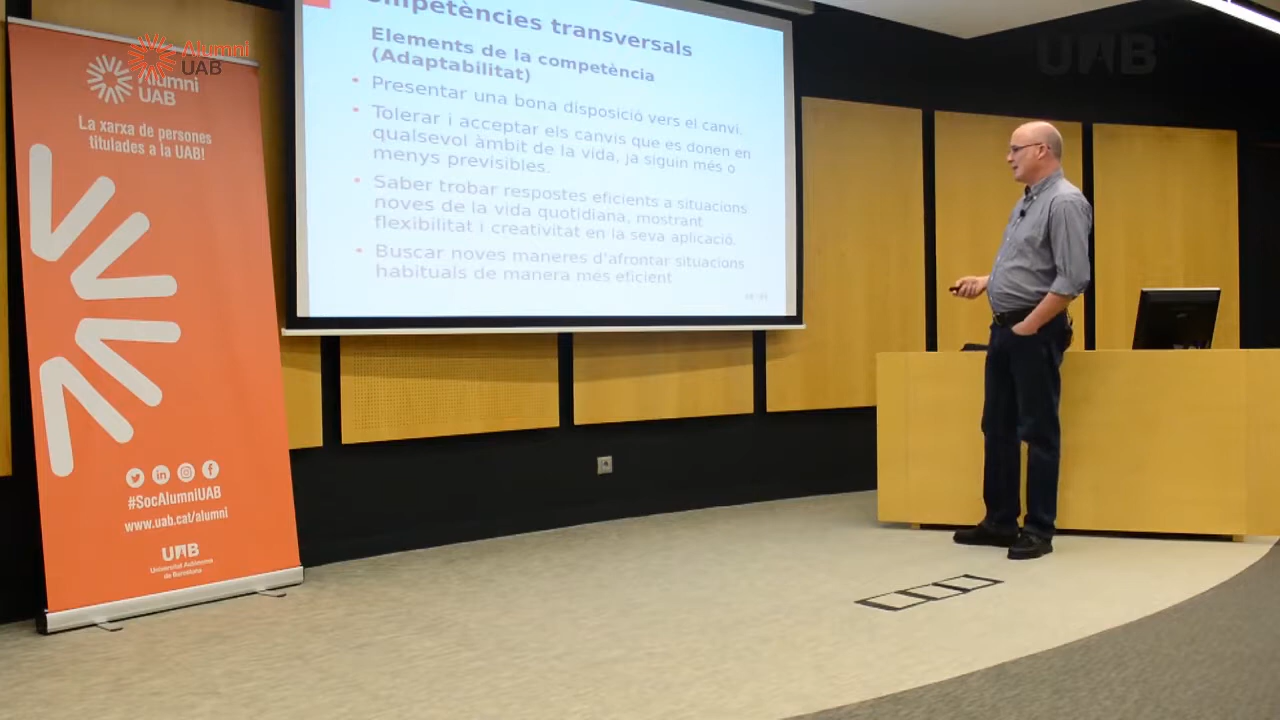 Alumni
UAB
Alumni
UAB
La xarxa de persones
titulades a la UAB!
#SocAlumniUAB
www.uab.cat/alumni
UAB
Universitat Autònoma
de Barcelona
transversals
Elements de la competència
(Adaptabilitat)
• Presentar una bona disposició vers el canvi.
• Tolerar i acceptar els canvis que es donen en
qualsevol àmbit de la vida, ja siguin més o
menys previsibles.
• Saber trobar respostes eficients a situacions
noves de la vida quotidiana, mostrant
flexibilitat i creativitat en la seva aplicació.
• Buscar noves maneres d'afrontar situacions
habituals de manera més eficient
UAB